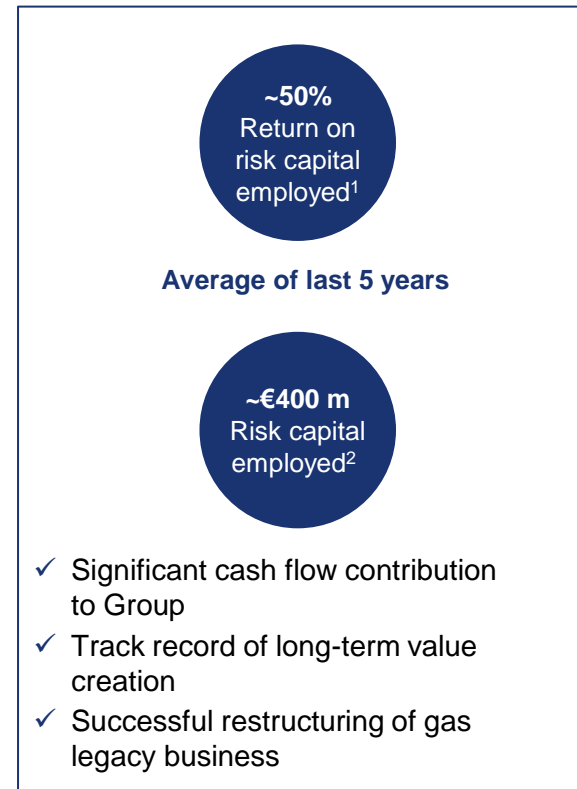 ~50%
Return on
risk capital
employed¹
Average of last 5 years
~€400 m
Risk capital
employed²
✓ Significant cash flow contribution
to Group
✓ Track record of long-term value
creation
✓ Successful restructuring of gas
legacy business